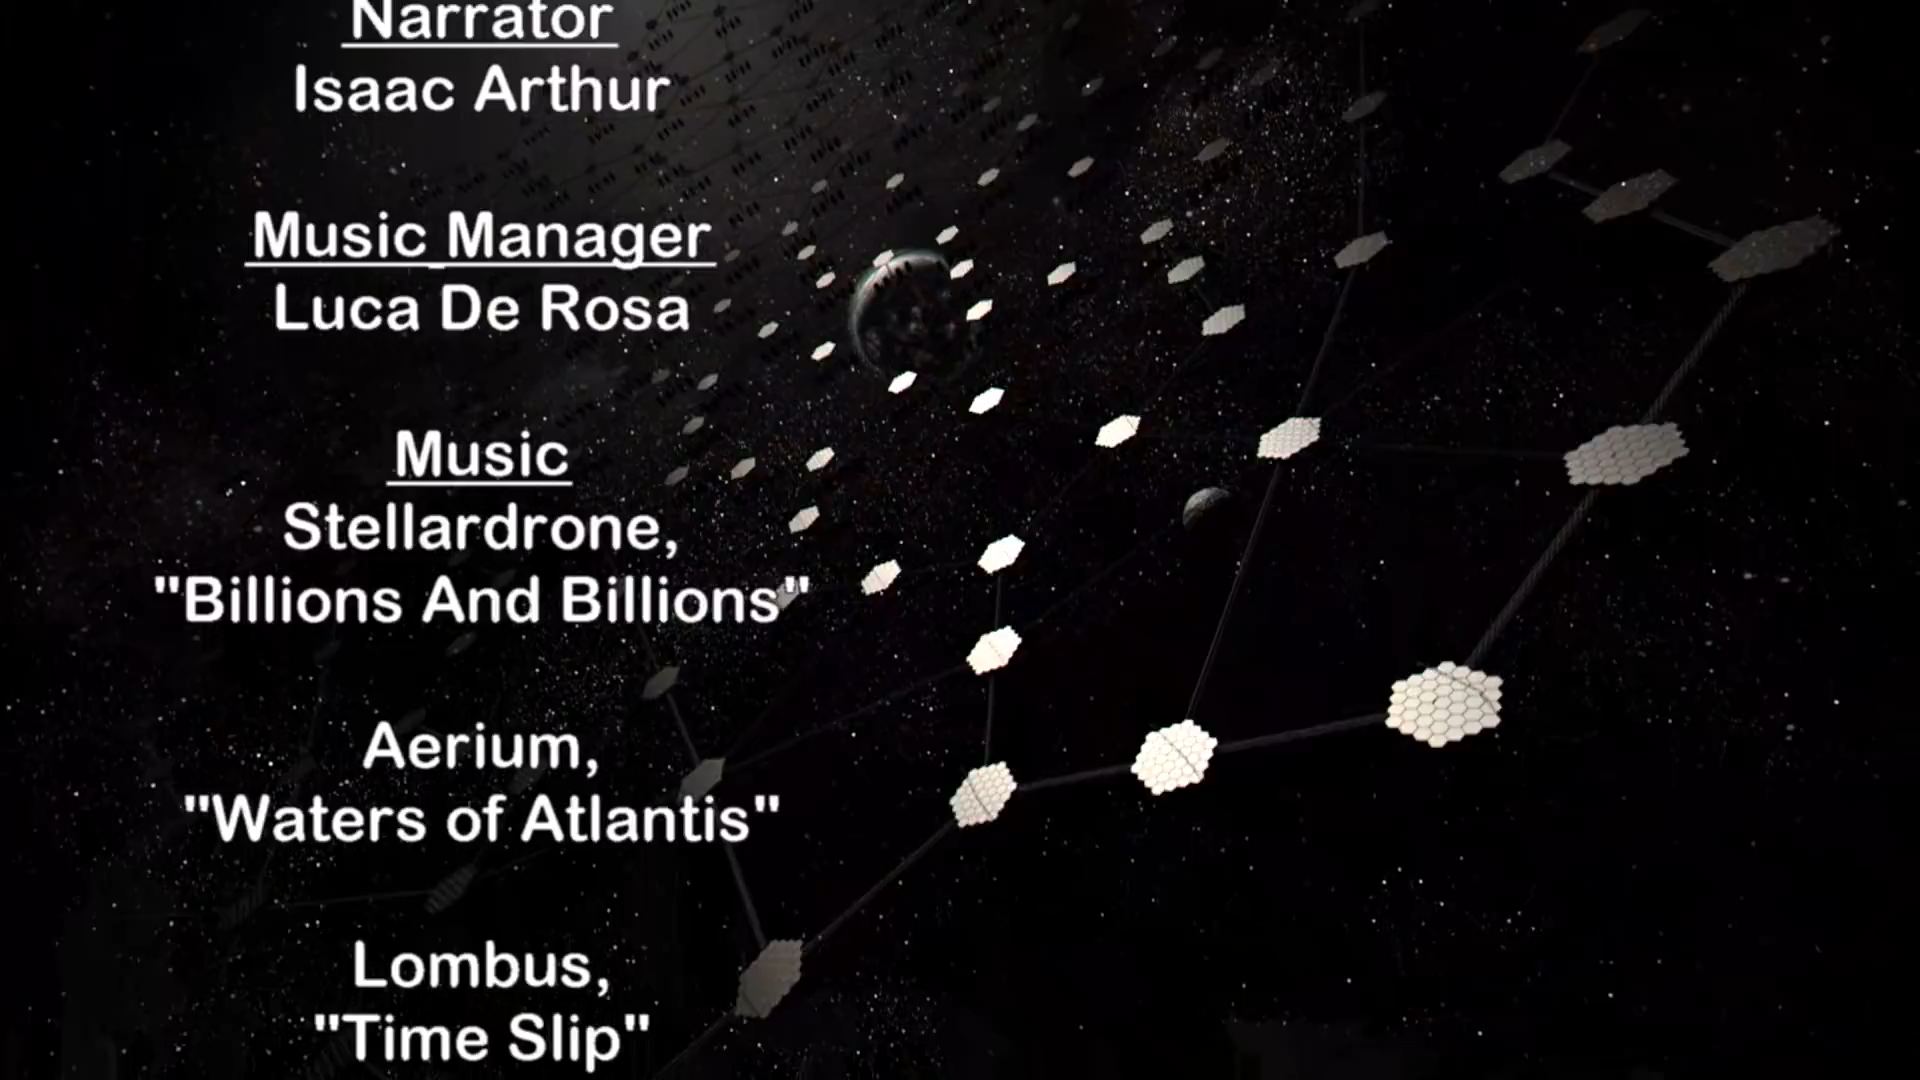 Narrator
Isaac Arthur
Music Manager
Luca De Rosa
Music
Stellardrone,
"Billions And Billions"
Aerium,
"Waters of Atlantis"
Lombus,
"Time Slip"